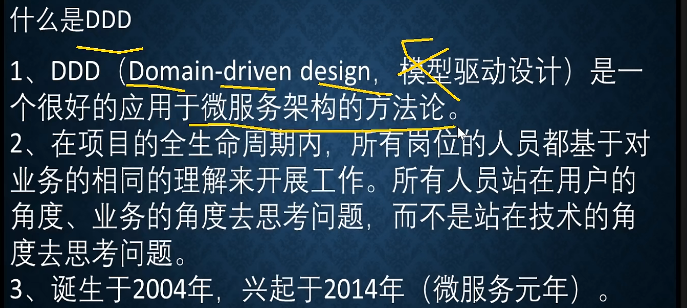 什么是DDD
1、DDD（Domain-driven design，模型驱动设计）是一
个很好的应用于微服务架构的方法论。
2、在项目的全生命周期内，所有岗位的人员都基于对
业务的相同的理解来开展工作。所有人员站在用户的
角度、业务的角度去思考问题，而不是站在技术的角
度去思考问题。
3、诞生于2004年，兴起于2014年（微服务元年）。